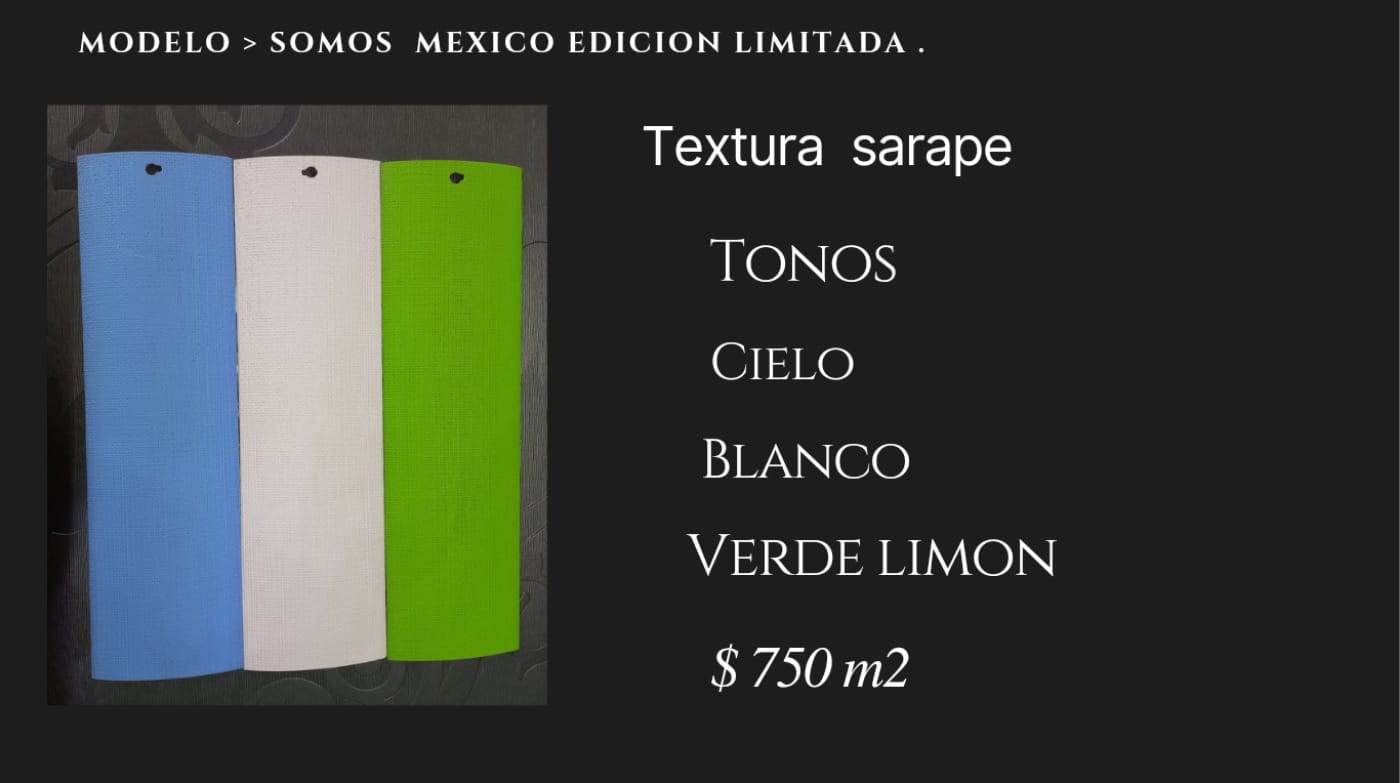 MODELO > SOMOS MEXICO EDICION LIMITADA .
Textura sarape
TONOS
CIELO
BLANCO
VERDE LIMON
$ 750 m2